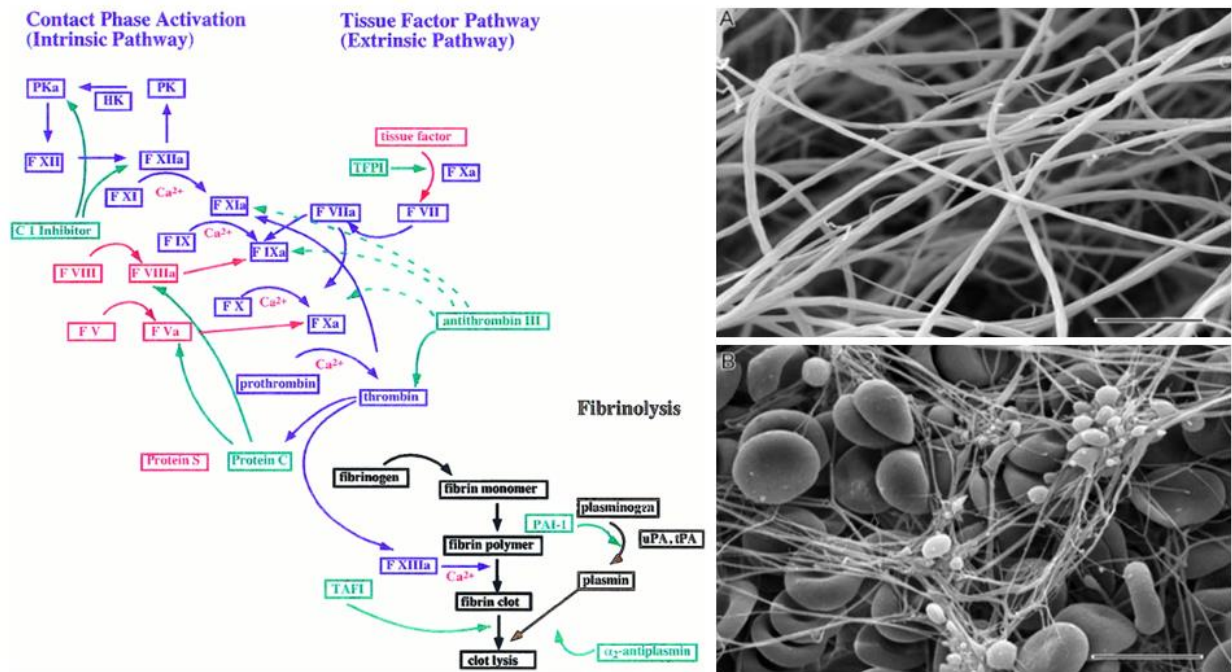 Contact Phase Activation
(Intrinsic Pathway)
Tissue Factor Pathway
(Extrinsic Pathway)
PKa
HK
PK
F XII
F XIIa
F XI
Ca²⁺
F XIa
C 1 Inhibitor
F IX
Ca²⁺
F IXa
F VIII
F VIIIa
F V
F Va
F X
Ca²⁺
F Xa
tissue factor
TFPI
F Xa
F VIIa
F VII
antithrombin III
prothrombin
Ca²⁺
thrombin
Protein S
Protein C
Fibrinolysis
fibrinogen
fibrin monomer
plasminogen
PAI-1
uPA, tPA
fibrin polymer
F XIIIa
Ca²⁺
plasmin
TAFI
fibrin clot
α₂-antiplasmin
clot lysis
A
B